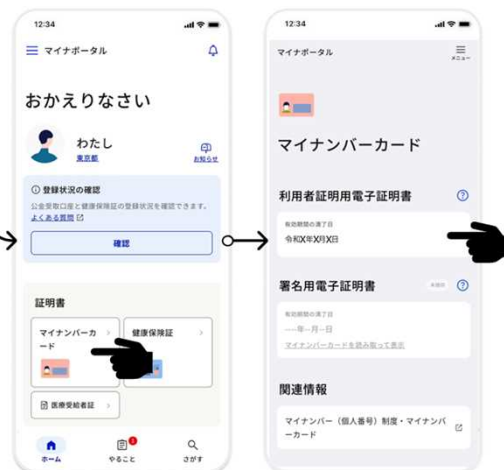 12:34
マイナポータル
おかえりなさい
わたし
東京都
お知らせ
登録状況の確認
公金受取口座と健康保険証の登録状況を確認できます。
よくある質問
確認
証明書
マイナンバーカ
ード
健康保険証
医療受給者証
ホーム
やること
さがす
12:34
マイナポータル
メニュー
マイナンバーカード
利用者証明用電子証明書
有効期間の満了日
令和X年X月X日
署名用電子証明書
有効期間の満了日
---年--月--日
マイナンバーカードを読み取って表示
関連情報
マイナンバー（個人番号）制度・マイナンバ
ーカード